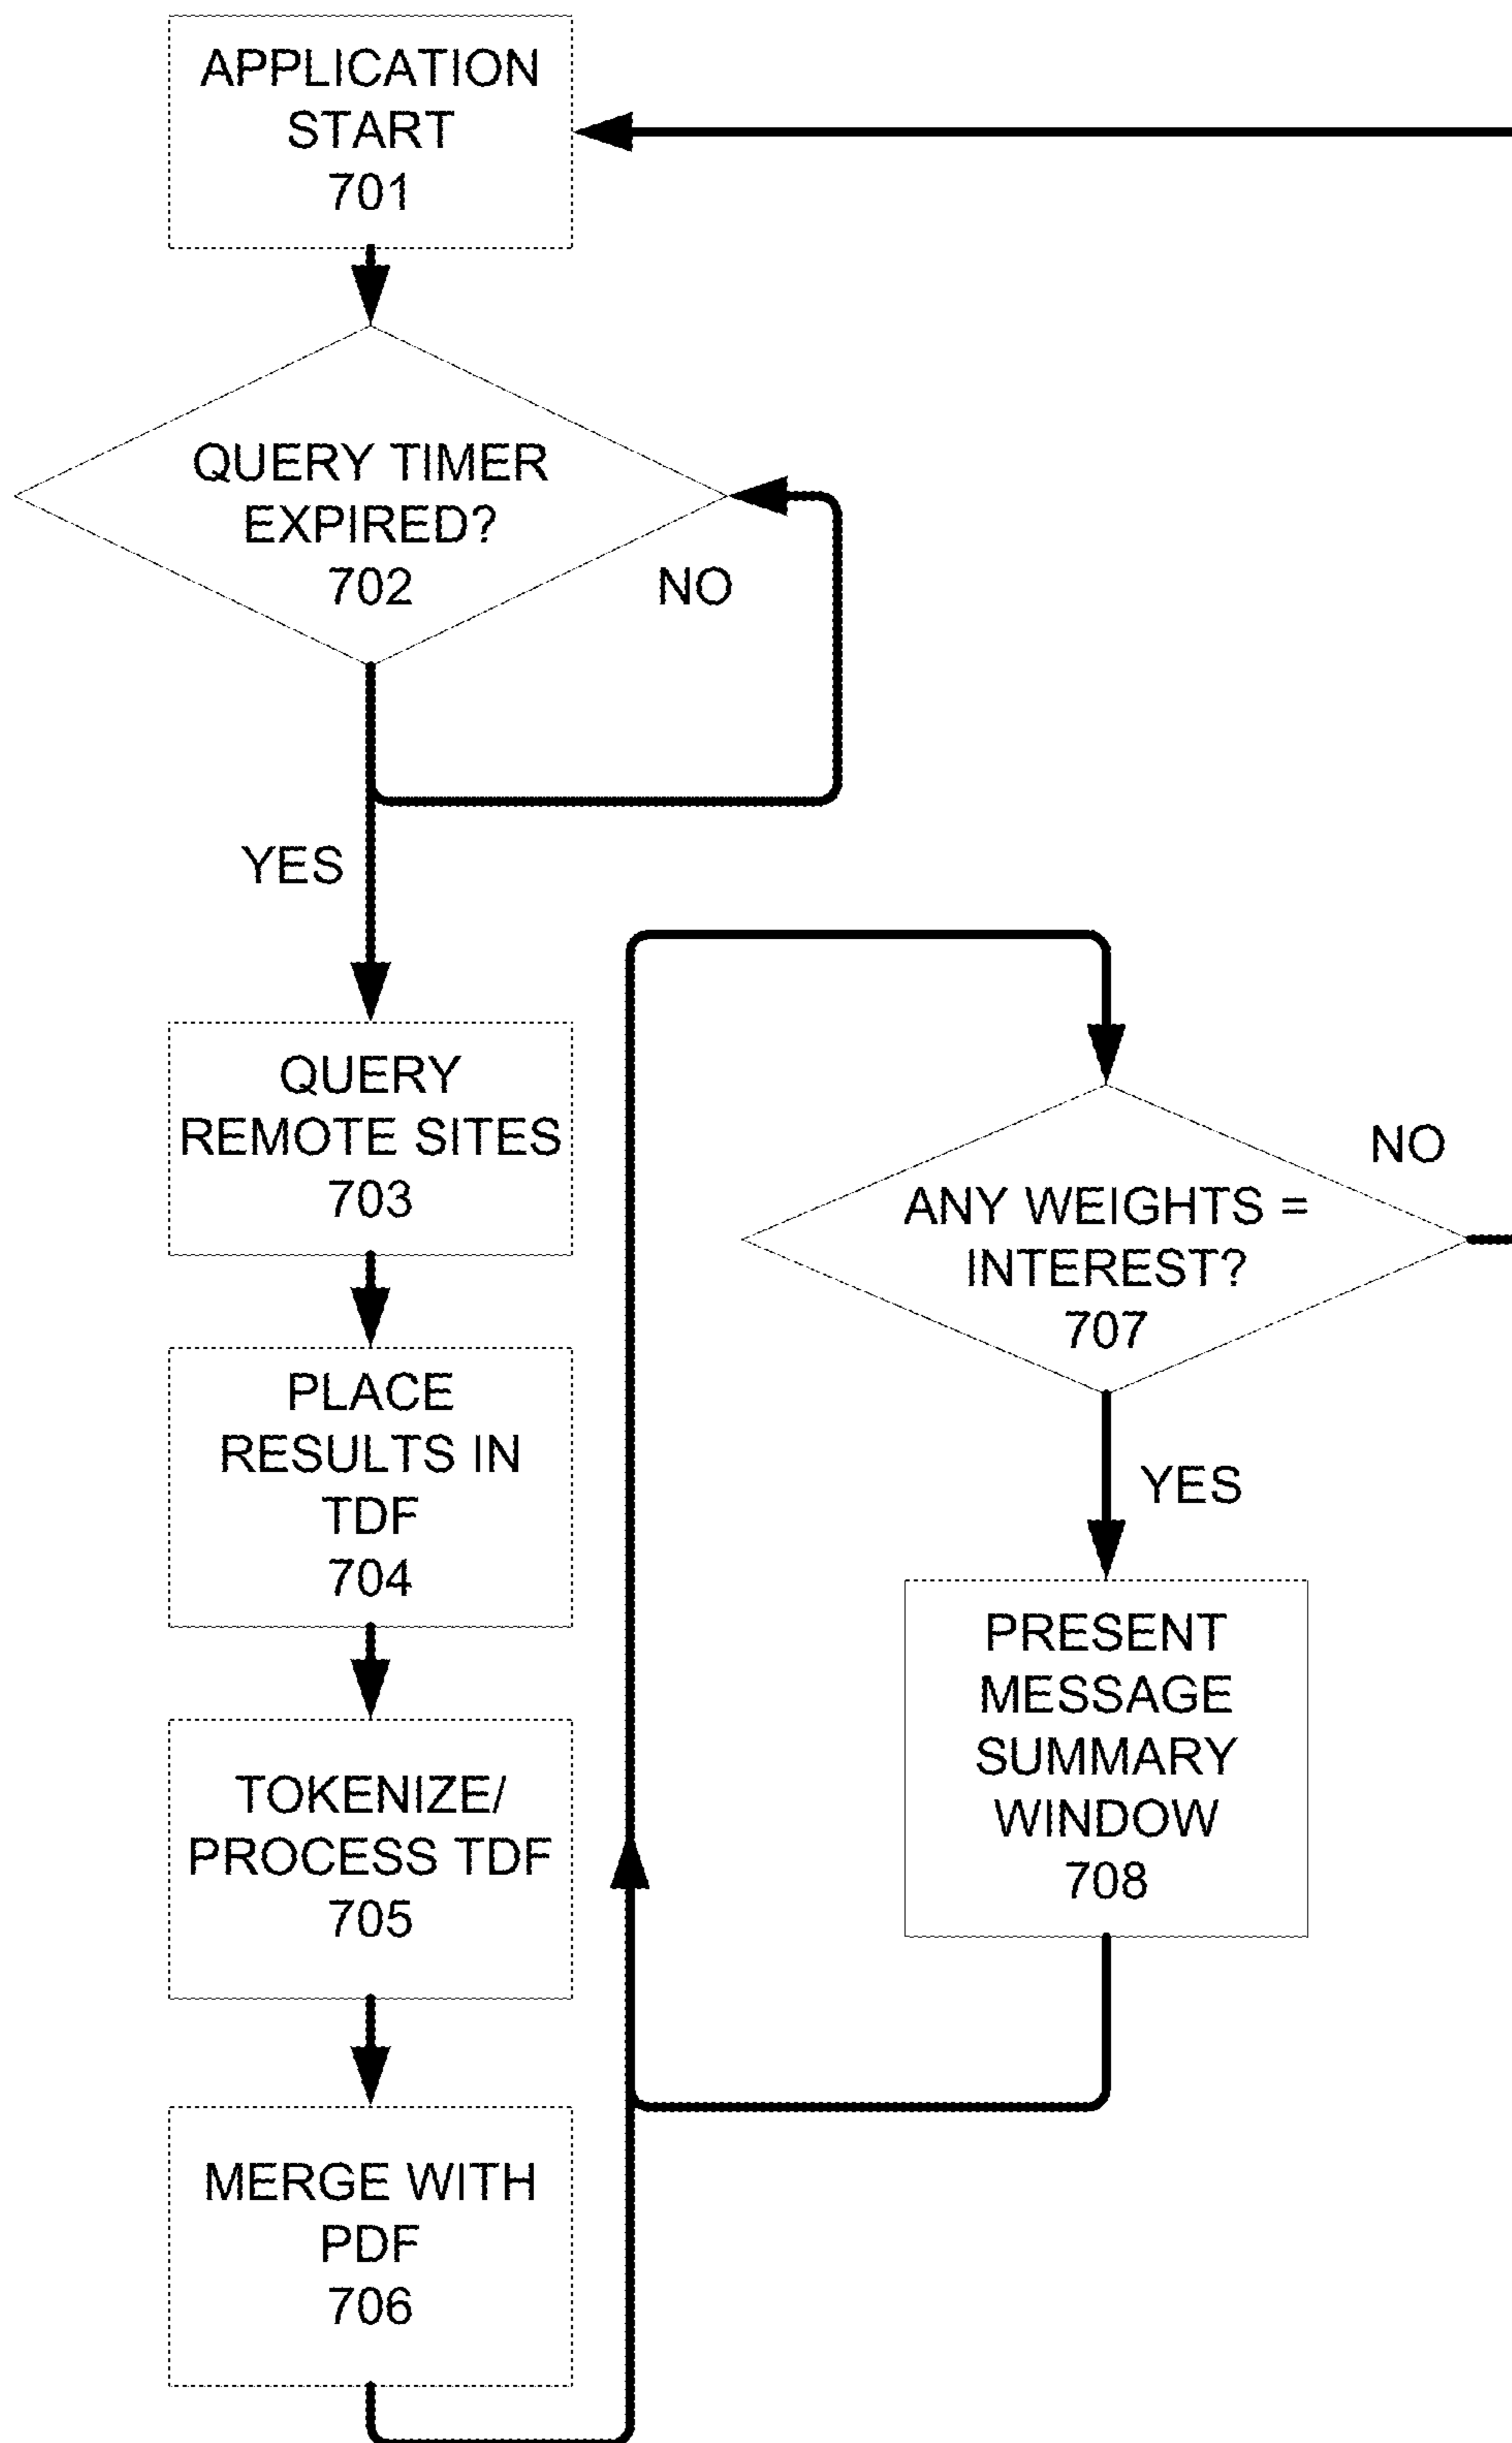 APPLICATION
START
701
QUERY TIMER
EXPIRED?
702
NO
YES
QUERY
REMOTE SITES
703
PLACE
RESULTS IN
TDF
704
TOKENIZE/
PROCESS TDF
705
MERGE WITH
PDF
706
ANY WEIGHTS =
INTEREST?
707
NO
YES
PRESENT
MESSAGE
SUMMARY
WINDOW
708